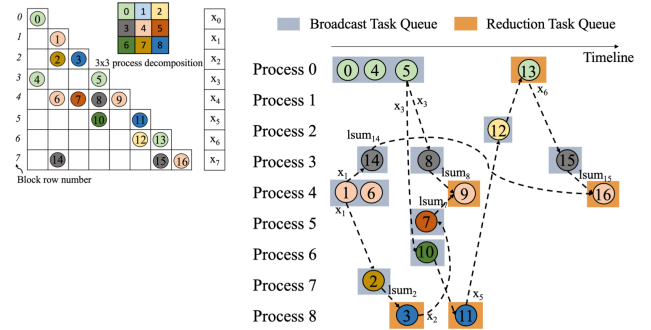 0 1 2
3 4 5
6 7 8
3x3 process decomposition
0 0 x0
1 1 x1
2 2 3 x2
3 4 5 x3
4 6 7 8 9 x4
5 10 11 x5
6 12 13 x6
7 14 15 16 x7
Block row number
Broadcast Task Queue Reduction Task Queue
Timeline
Process 0 0 4 5 13
x3 x3 x6
Process 1
Process 2 12
lsum14
Process 3 14 8 15
x1 lsum8 lsum15
Process 4 1 6 9 16
x1 lsum
Process 5 7
Process 6 10
Process 7 2
lsum2 x5
Process 8 3 x2 11